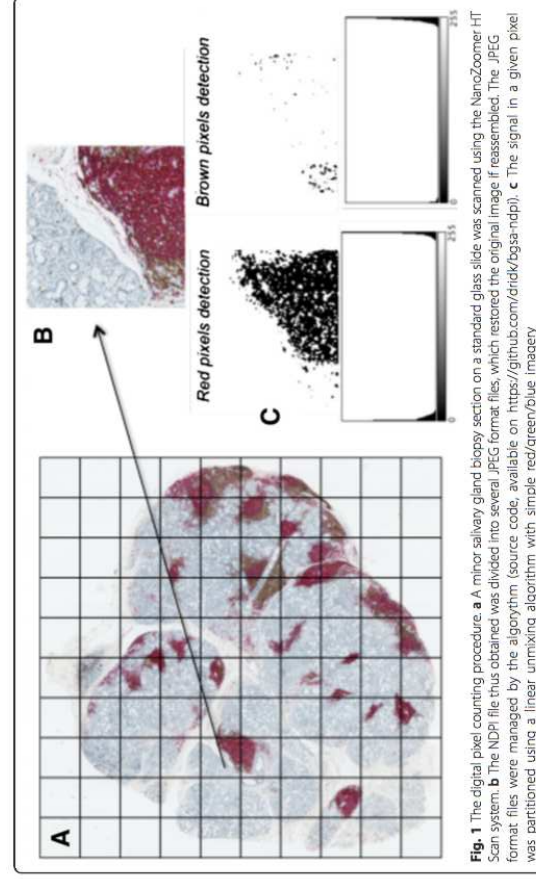 A
B
Red pixels detection
Brown pixels detection
C
0
255
0
255
Fig. 1 The digital pixel counting procedure. a A minor salivary gland biopsy section on a standard glass slide was scanned using the NanoZoomer HT
Scan system. b The NDPI file thus obtained was divided into several JPEG format files, which restored the original image if reassembled. The JPEG
format files were managed by the algorythm (source code, available on https://github.com/dridk/bgsa-ndpi). c The signal in a given pixel
was partitioned using a linear unmixing algorithm with simple red/green/blue imagery